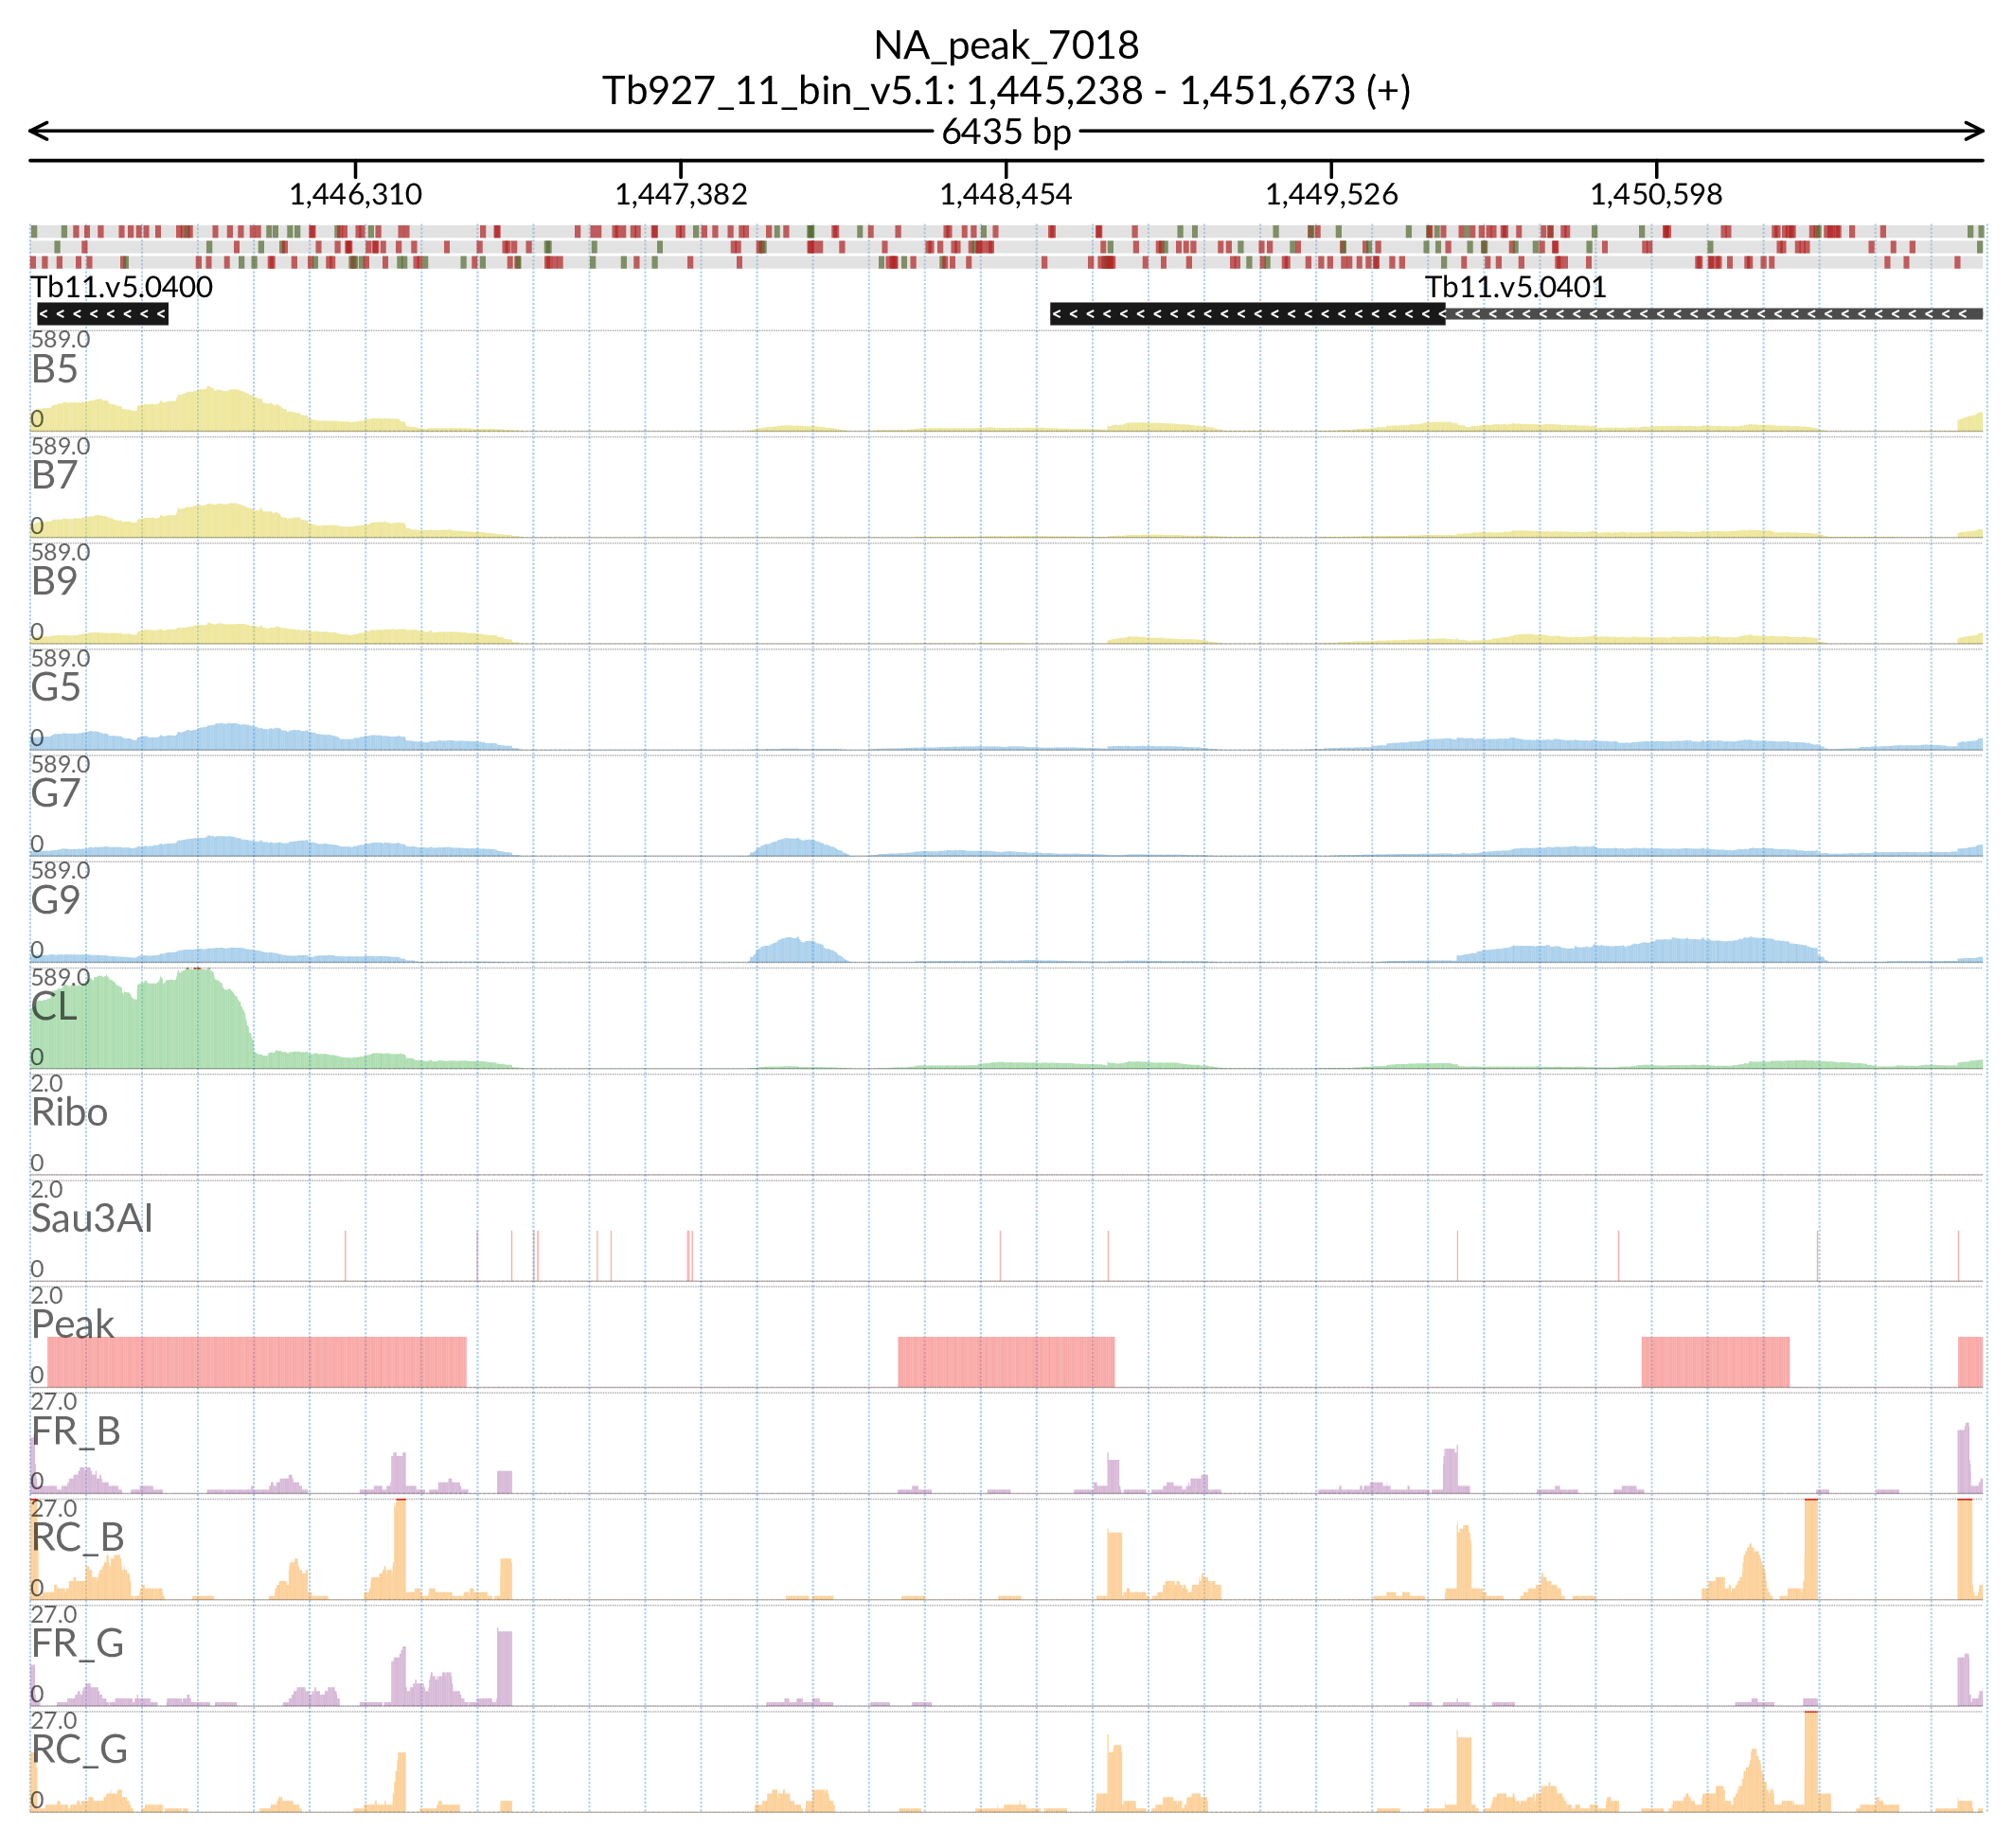 NA_peak_7018
Tb927_11_bin_v5.1: 1,445,238 - 1,451,673 (+)
6435 bp
1,446,310 1,447,382 1,448,454 1,449,526 1,450,598
Tb11.v5.0400 Tb11.v5.0401
589.0
B5
0
589.0
B7
0
589.0
B9
0
589.0
G5
0
589.0
G7
0
589.0
G9
0
589.0
CL
0
2.0
Ribo
0
2.0
Sau3AI
0
2.0
Peak
0
27.0
FR_B
0
27.0
RC_B
0
27.0
FR_G
0
27.0
RC_G
0